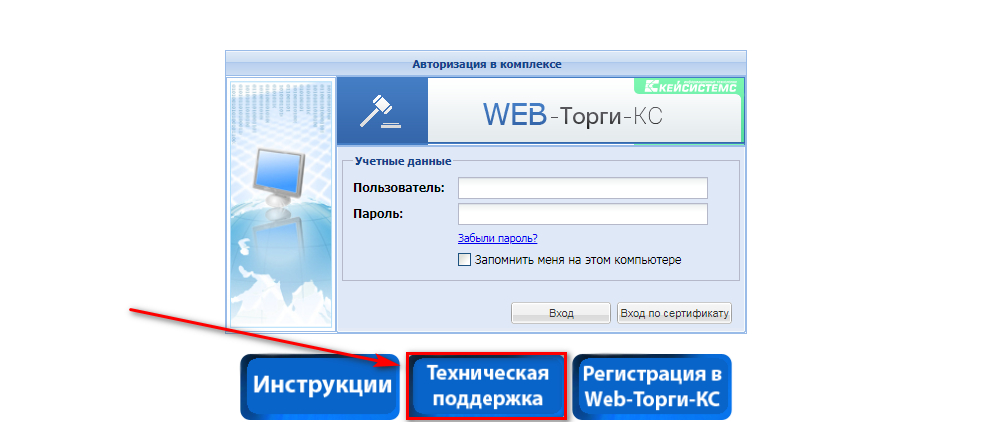 Авторизация в комплексе
КЕЙСИСТЕМС
WEB-Торги-КС
Учетные данные
Пользователь:
Пароль:
Забыли пароль?
Запомнить меня на этом компьютере
Вход
Вход по сертификату
Инструкции
Техническая
поддержка
Регистрация в
Web-Торги-КС